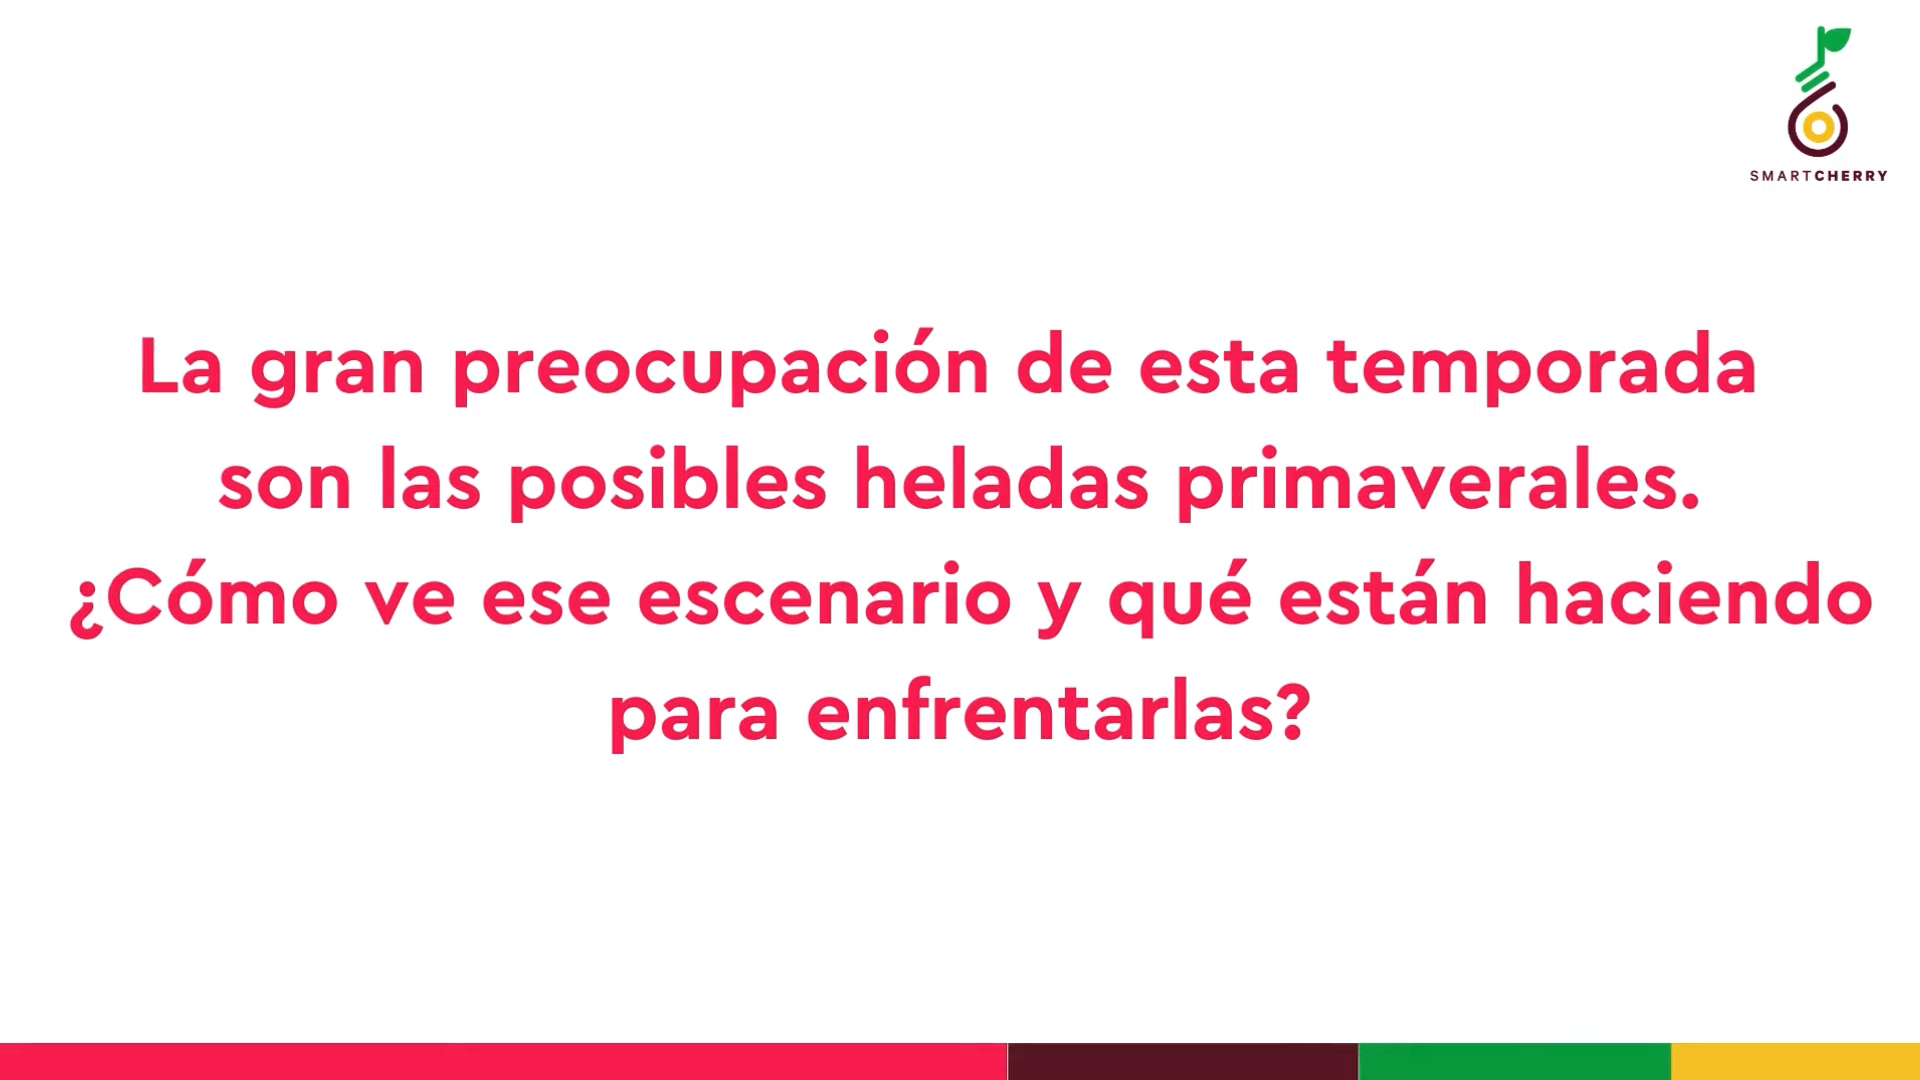 SMARTCHERRY
La gran preocupación de esta temporada
son las posibles heladas primaverales.
¿Cómo ve ese escenario y qué están haciendo
para enfrentarlas?